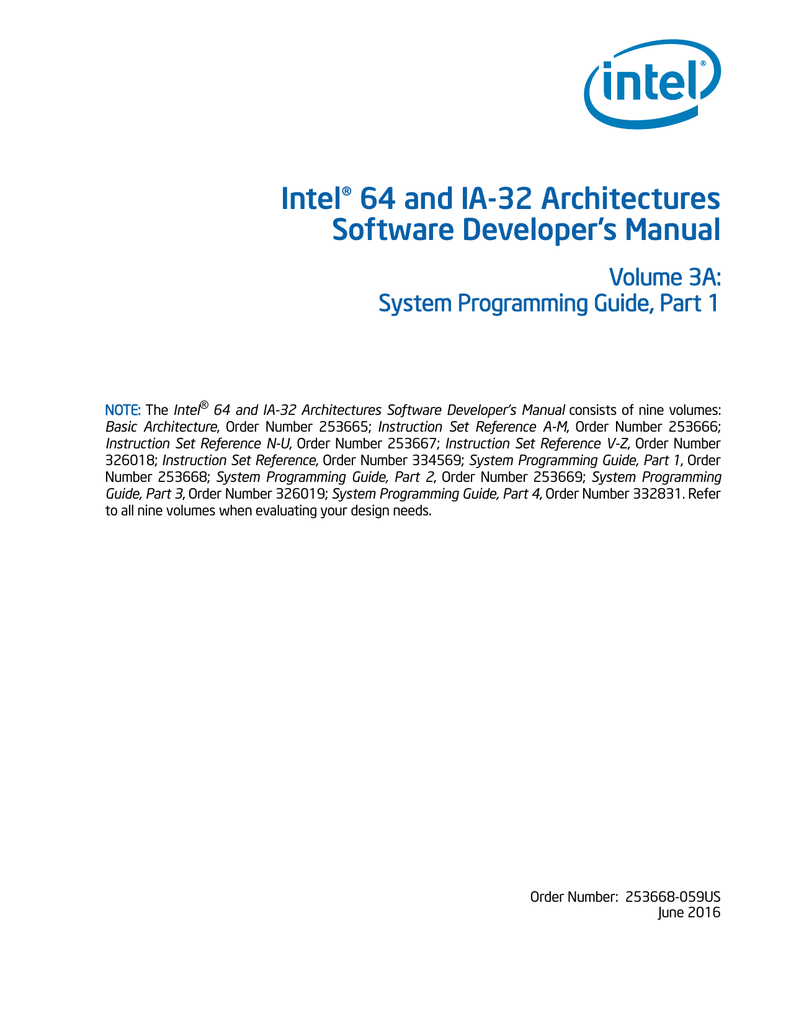 intel®
Intel® 64 and IA-32 Architectures
Software Developer’s Manual
Volume 3A:
System Programming Guide, Part 1
NOTE: The Intel® 64 and IA-32 Architectures Software Developer's Manual consists of nine volumes:
Basic Architecture, Order Number 253665; Instruction Set Reference A-M, Order Number 253666;
Instruction Set Reference N-U, Order Number 253667; Instruction Set Reference V-Z, Order Number
326018; Instruction Set Reference, Order Number 334569; System Programming Guide, Part 1, Order
Number 253668; System Programming Guide, Part 2, Order Number 253669; System Programming
Guide, Part 3, Order Number 326019; System Programming Guide, Part 4, Order Number 332831. Refer
to all nine volumes when evaluating your design needs.
Order Number: 253668-059US
June 2016